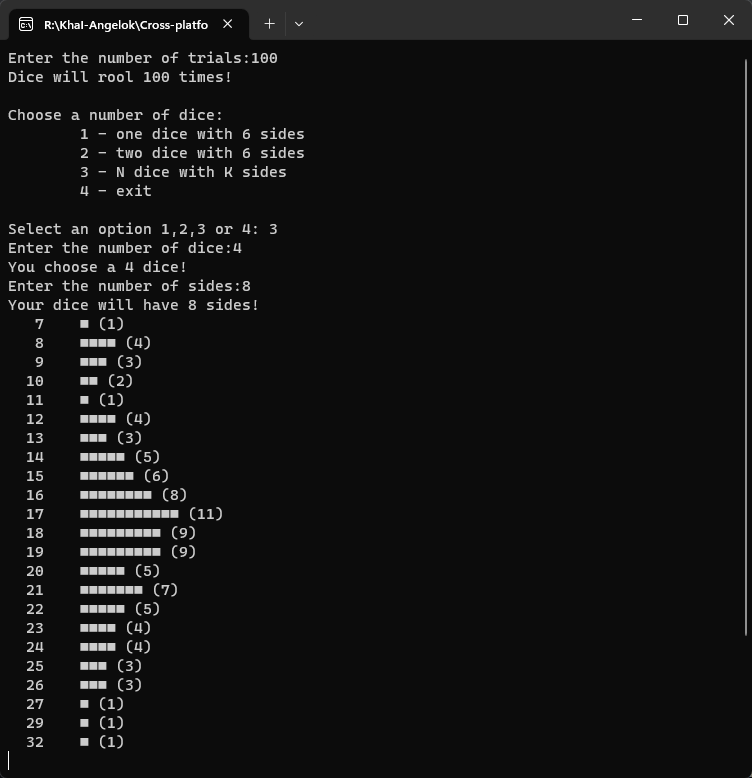 R:\KhaI-Angelok\Cross-platfo
Enter the number of trials:100
Dice will rool 100 times!
Choose a number of dice:
1 - one dice with 6 sides
2 - two dice with 6 sides
3 - N dice with K sides
4 - exit
Select an option 1,2,3 or 4: 3
Enter the number of dice:4
You choose a 4 dice!
Enter the number of sides:8
Your dice will have 8 sides!
7 ■ (1)
8 ■■■■ (4)
9 ■■■ (3)
10 ■■ (2)
11 ■ (1)
12 ■■■■ (4)
13 ■■■ (3)
14 ■■■■■ (5)
15 ■■■■■■ (6)
16 ■■■■■■■■ (8)
17 ■■■■■■■■■■■ (11)
18 ■■■■■■■■■ (9)
19 ■■■■■■■■■ (9)
20 ■■■■■ (5)
21 ■■■■■■■ (7)
22 ■■■■■ (5)
23 ■■■■ (4)
24 ■■■■ (4)
25 ■■■ (3)
26 ■■■ (3)
27 ■ (1)
29 ■ (1)
32 ■ (1)